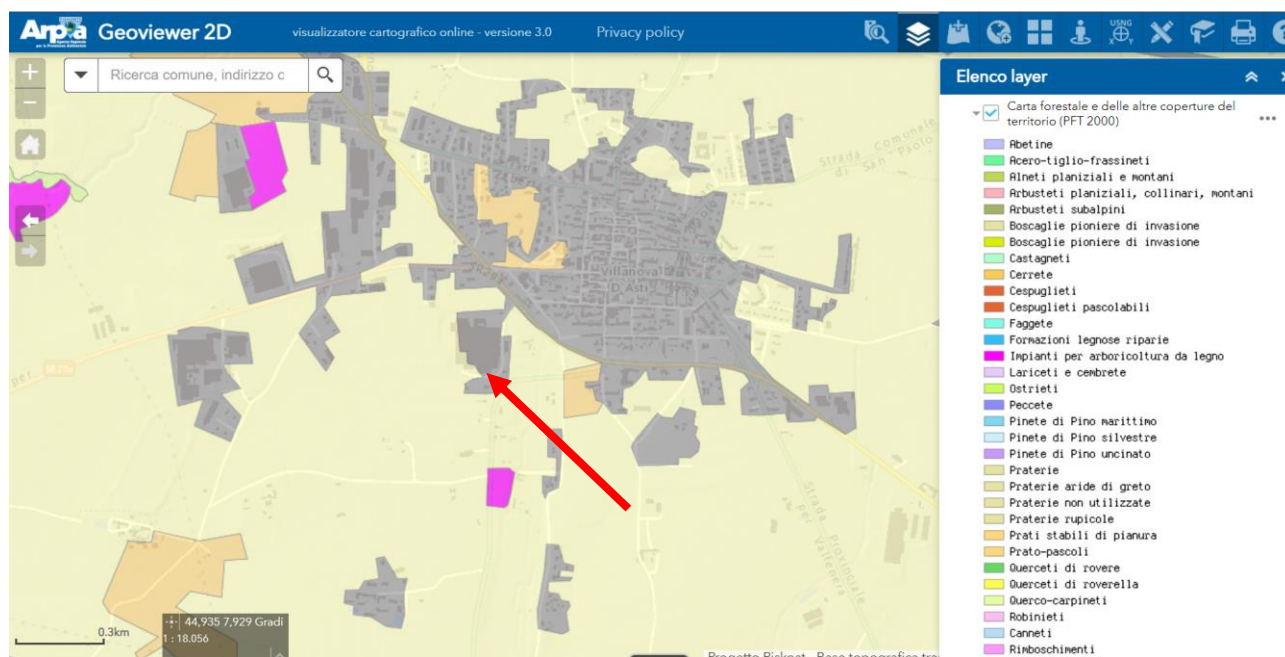 Arpa Geoviewer 2D visualizzatore cartografico online - versione 3.0 Privacy policy
USNG
Ricerca comune, indirizzo c
Elenco layer
Carta forestale e delle altre coperture del
territorio (PFT 2000)
Abetine
Acero-tiglio-frassineti
Alneti planiziali e montani
Arbusteti planiziali, collinari, montani
Arbusteti subalpini
Boscaglie pioniere di invasione
Boscaglie pioniere di invasione
Castagneti
Cerrete
Cespuglieti
Cespuglieti pascolabili
Faggete
Formazioni legnose riparie
Impianti per arboricoltura da legno
Lariceti e cembrete
Ostrieti
Peccete
Pinete di Pino marittimo
Pinete di Pino silvestre
Pinete di Pino uncinato
Praterie
Praterie aride di greto
Praterie non utilizzate
Praterie rupicole
Prati stabili di pianura
Prato-pascoli
Querceti di rovere
Querceti di roverella
Querco-carpineti
Robinieti
Canneti
Rimboschimenti
Strada Comunale
di San Paolo
Villanova
D'Asti
Strada Provinciale
per Valfenera
0.3km
44,935 7,929 Gradi
1 : 18.056